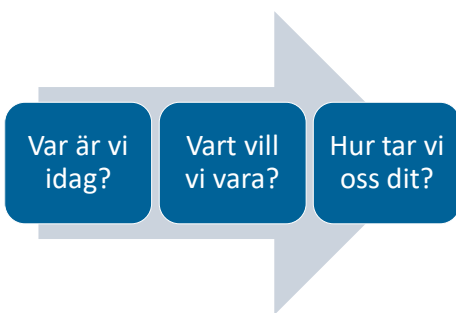 Var är vi
idag?
Vart vill
vi vara?
Hur tar vi
oss dit?